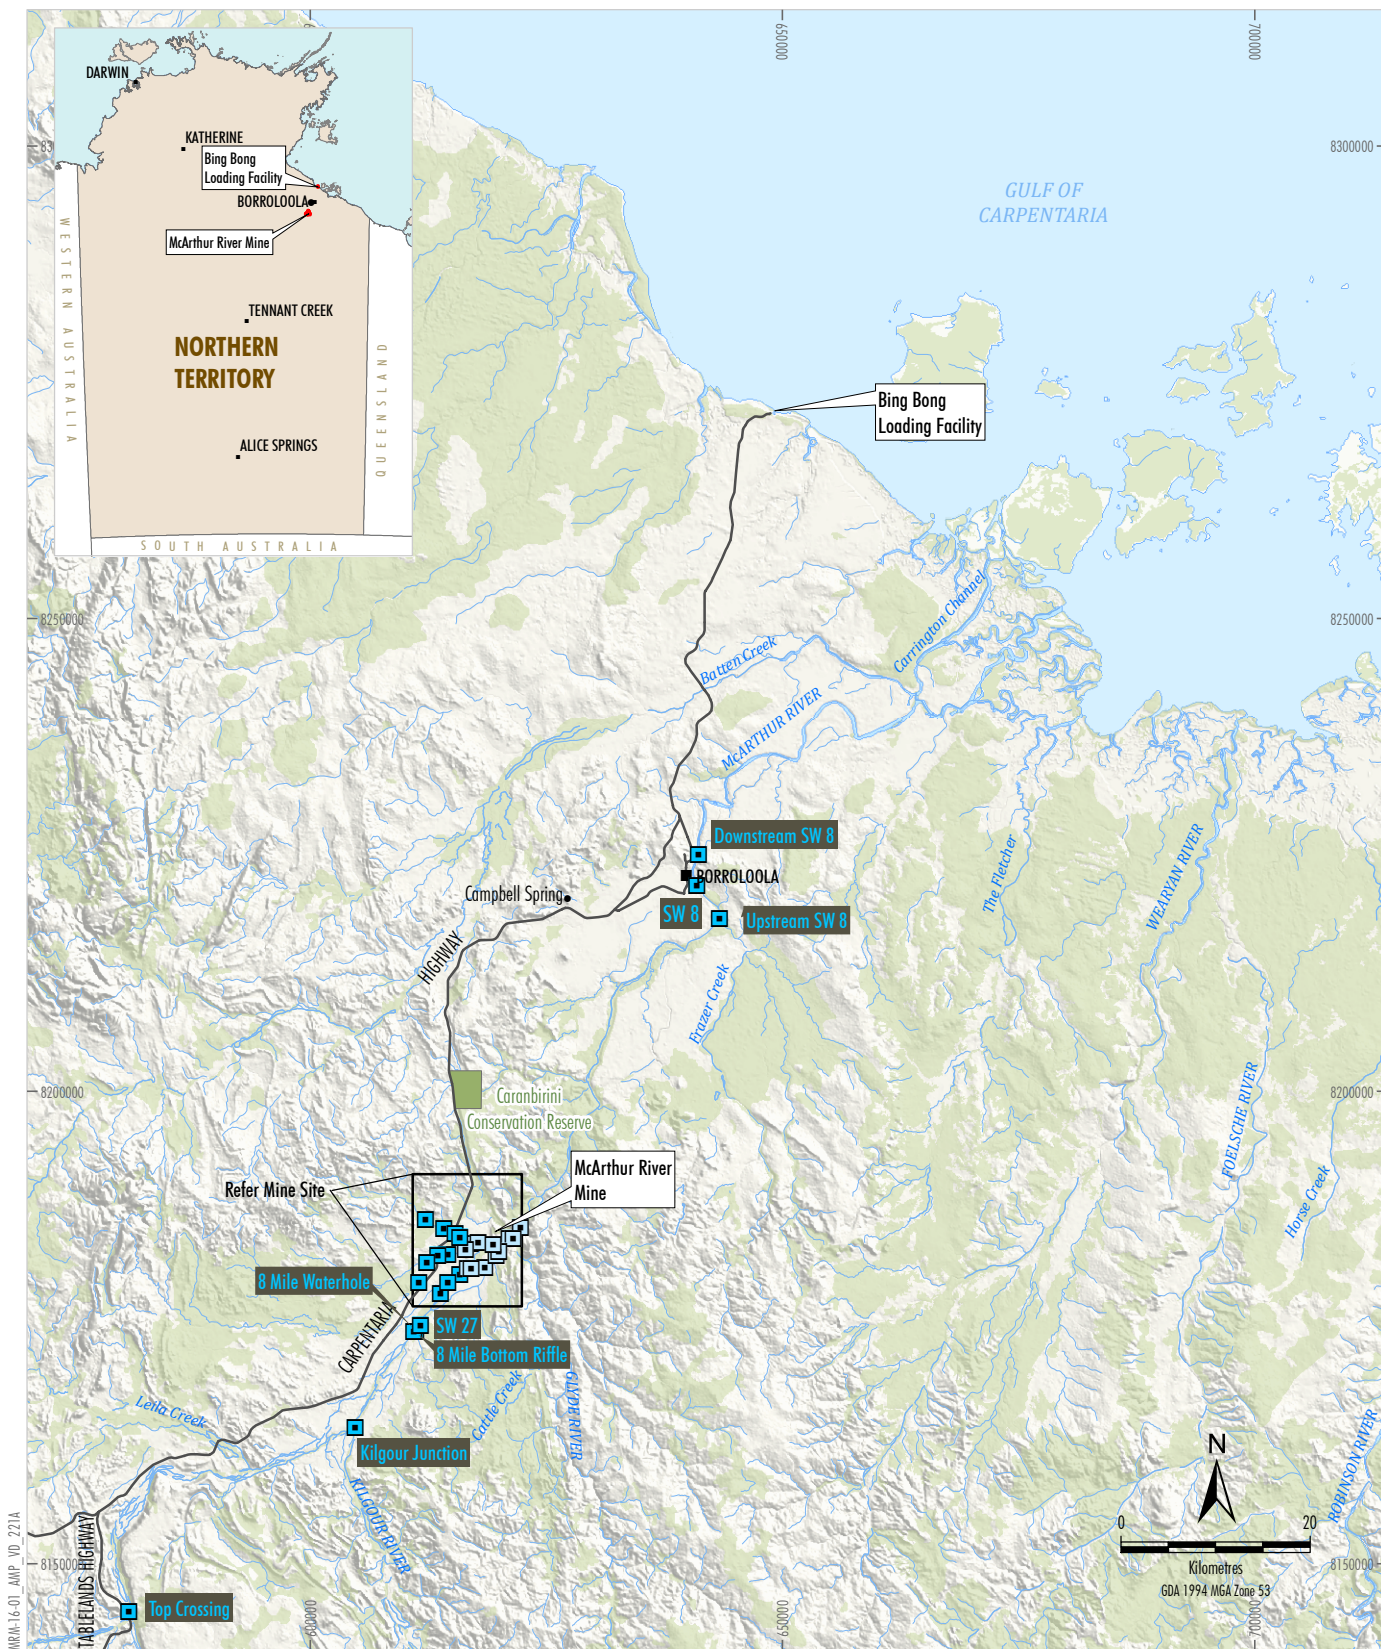 650000
700000
DARWIN
KATHERINE
Bing Bong
Loading Facility
BORROLOOLA
McArthur River Mine
TENNANT CREEK
NORTHERN
TERRITORY
ALICE SPRINGS
WESTERN AUSTRALIA
QUEENSLAND
SOUTH AUSTRALIA
83
8300000
GULF OF
CARPENTARIA
Bing Bong
Loading Facility
8250000
8250000
Carrington Channel
Batten Creek
McARTHUR RIVER
Downstream SW 8
BORROLOOLA
Campbell Spring
SW 8
Upstream SW 8
The Fletcher
WEARYAN RIVER
HIGHWAY
Frazer Creek
8200000
8200000
Caranbirini
Conservation Reserve
FOELSCHE RIVER
Horse Creek
McArthur River
Mine
Refer Mine Site
8 Mile Waterhole
CARPENTARIA
SW 27
8 Mile Bottom Riffle
Leila Creek
Cattle Creek
GLYDE RIVER
Kilgour Junction
KILGOUR RIVER
ROBINSON RIVER
N
0 20
Kilometres
GDA 1994 MGA Zone 53
8150000
8150000
TABLELANDS HIGHWAY
Top Crossing
600000
650000
700000
MRM-16-01_AMP_VD_221A